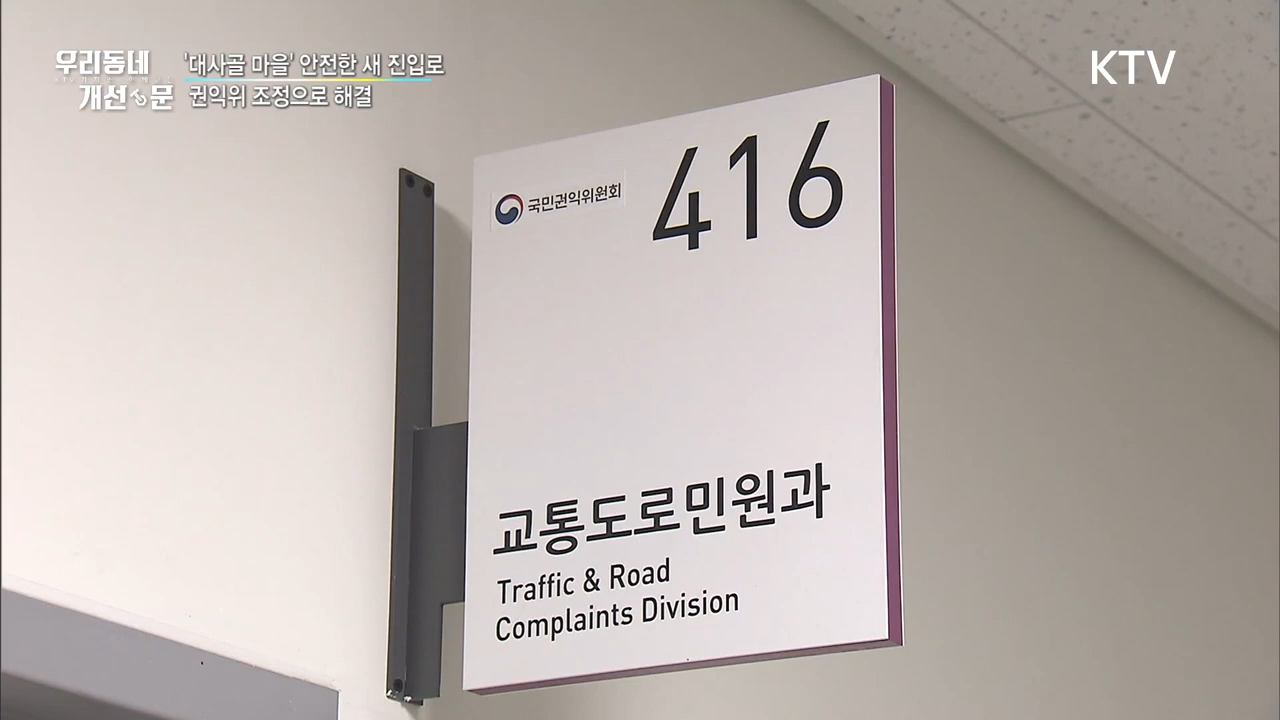 우리동네
개선문
'대사골 마을' 안전한 새 진입로
권익위 조정으로 해결
KTV
국민권익위원회
416
교통도로민원과
Traffic & Road
Complaints Division